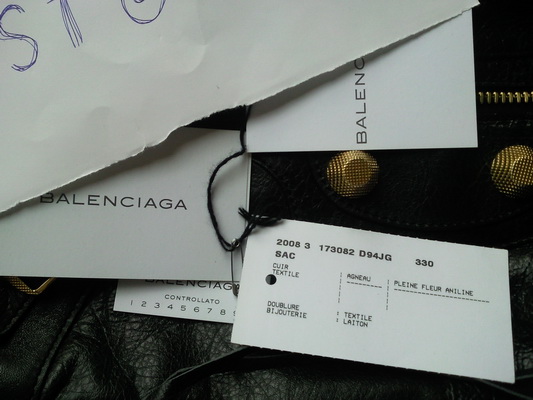 STO
BALENCIAGA
BALENCIAGA
2008 3 173082 D94JG 330
SAC
CUIR AGNEAU PLEINE FLEUR ANILINE
TEXTILE
DOUBLURE TEXTILE
BIJOUTERIE LAITON
BALENCIAGA
CONTROLLATO
1 2 3 4 5 6 7 8